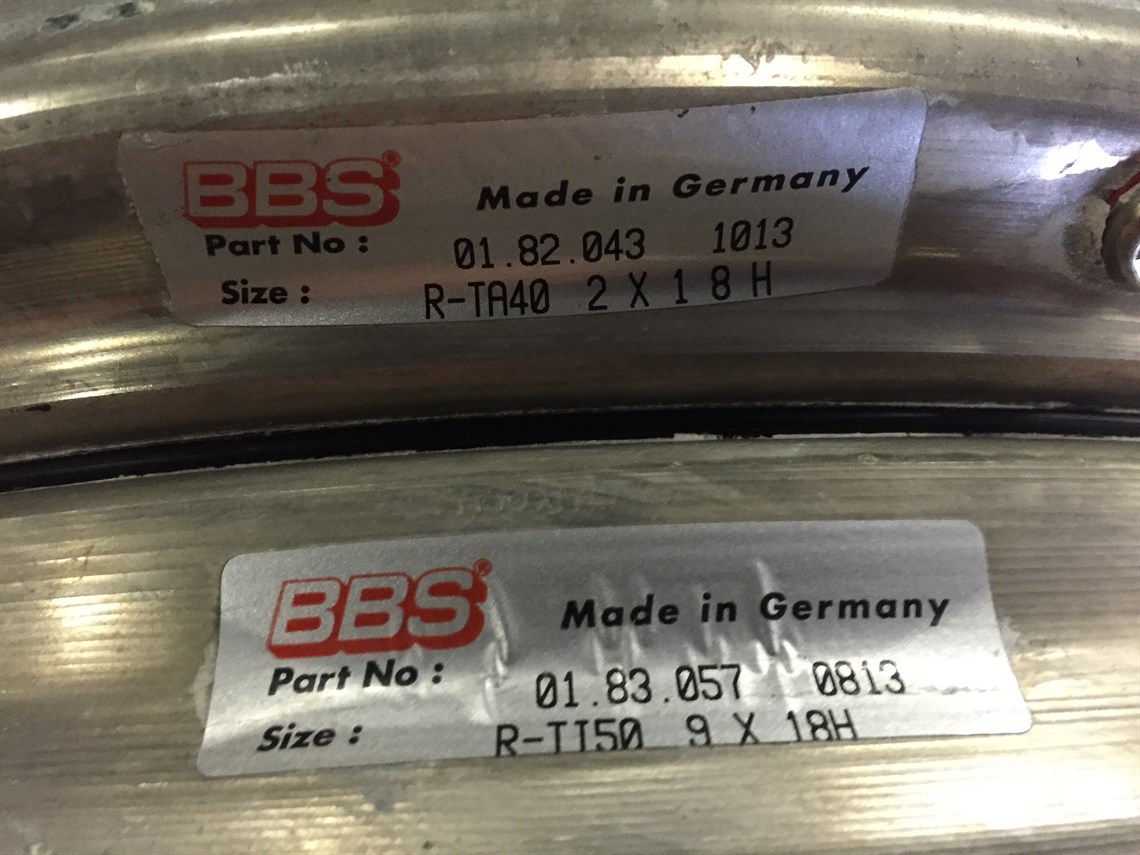 BBS® Made in Germany
Part No : 01.82.043 1013
Size : R-TA40 2 X 1 8 H
BBS® Made in Germany
Part No : 01.83.057 0813
Size : R-TI50 9 X 18H